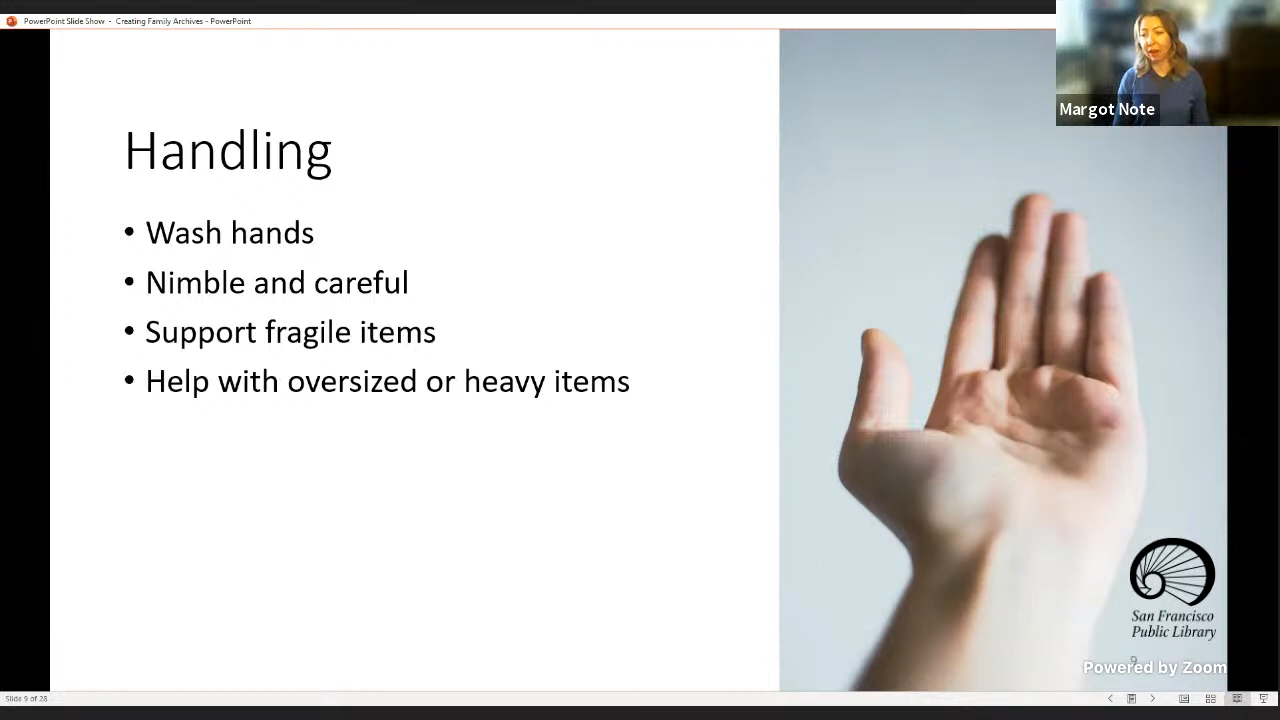 PowerPoint Slide Show - Creating Family Archives - PowerPoint
Margot Note
Handling
• Wash hands
• Nimble and careful
• Support fragile items
• Help with oversized or heavy items
San Francisco
Public Library
9
Powered by Zoom
Slide 9 of 28